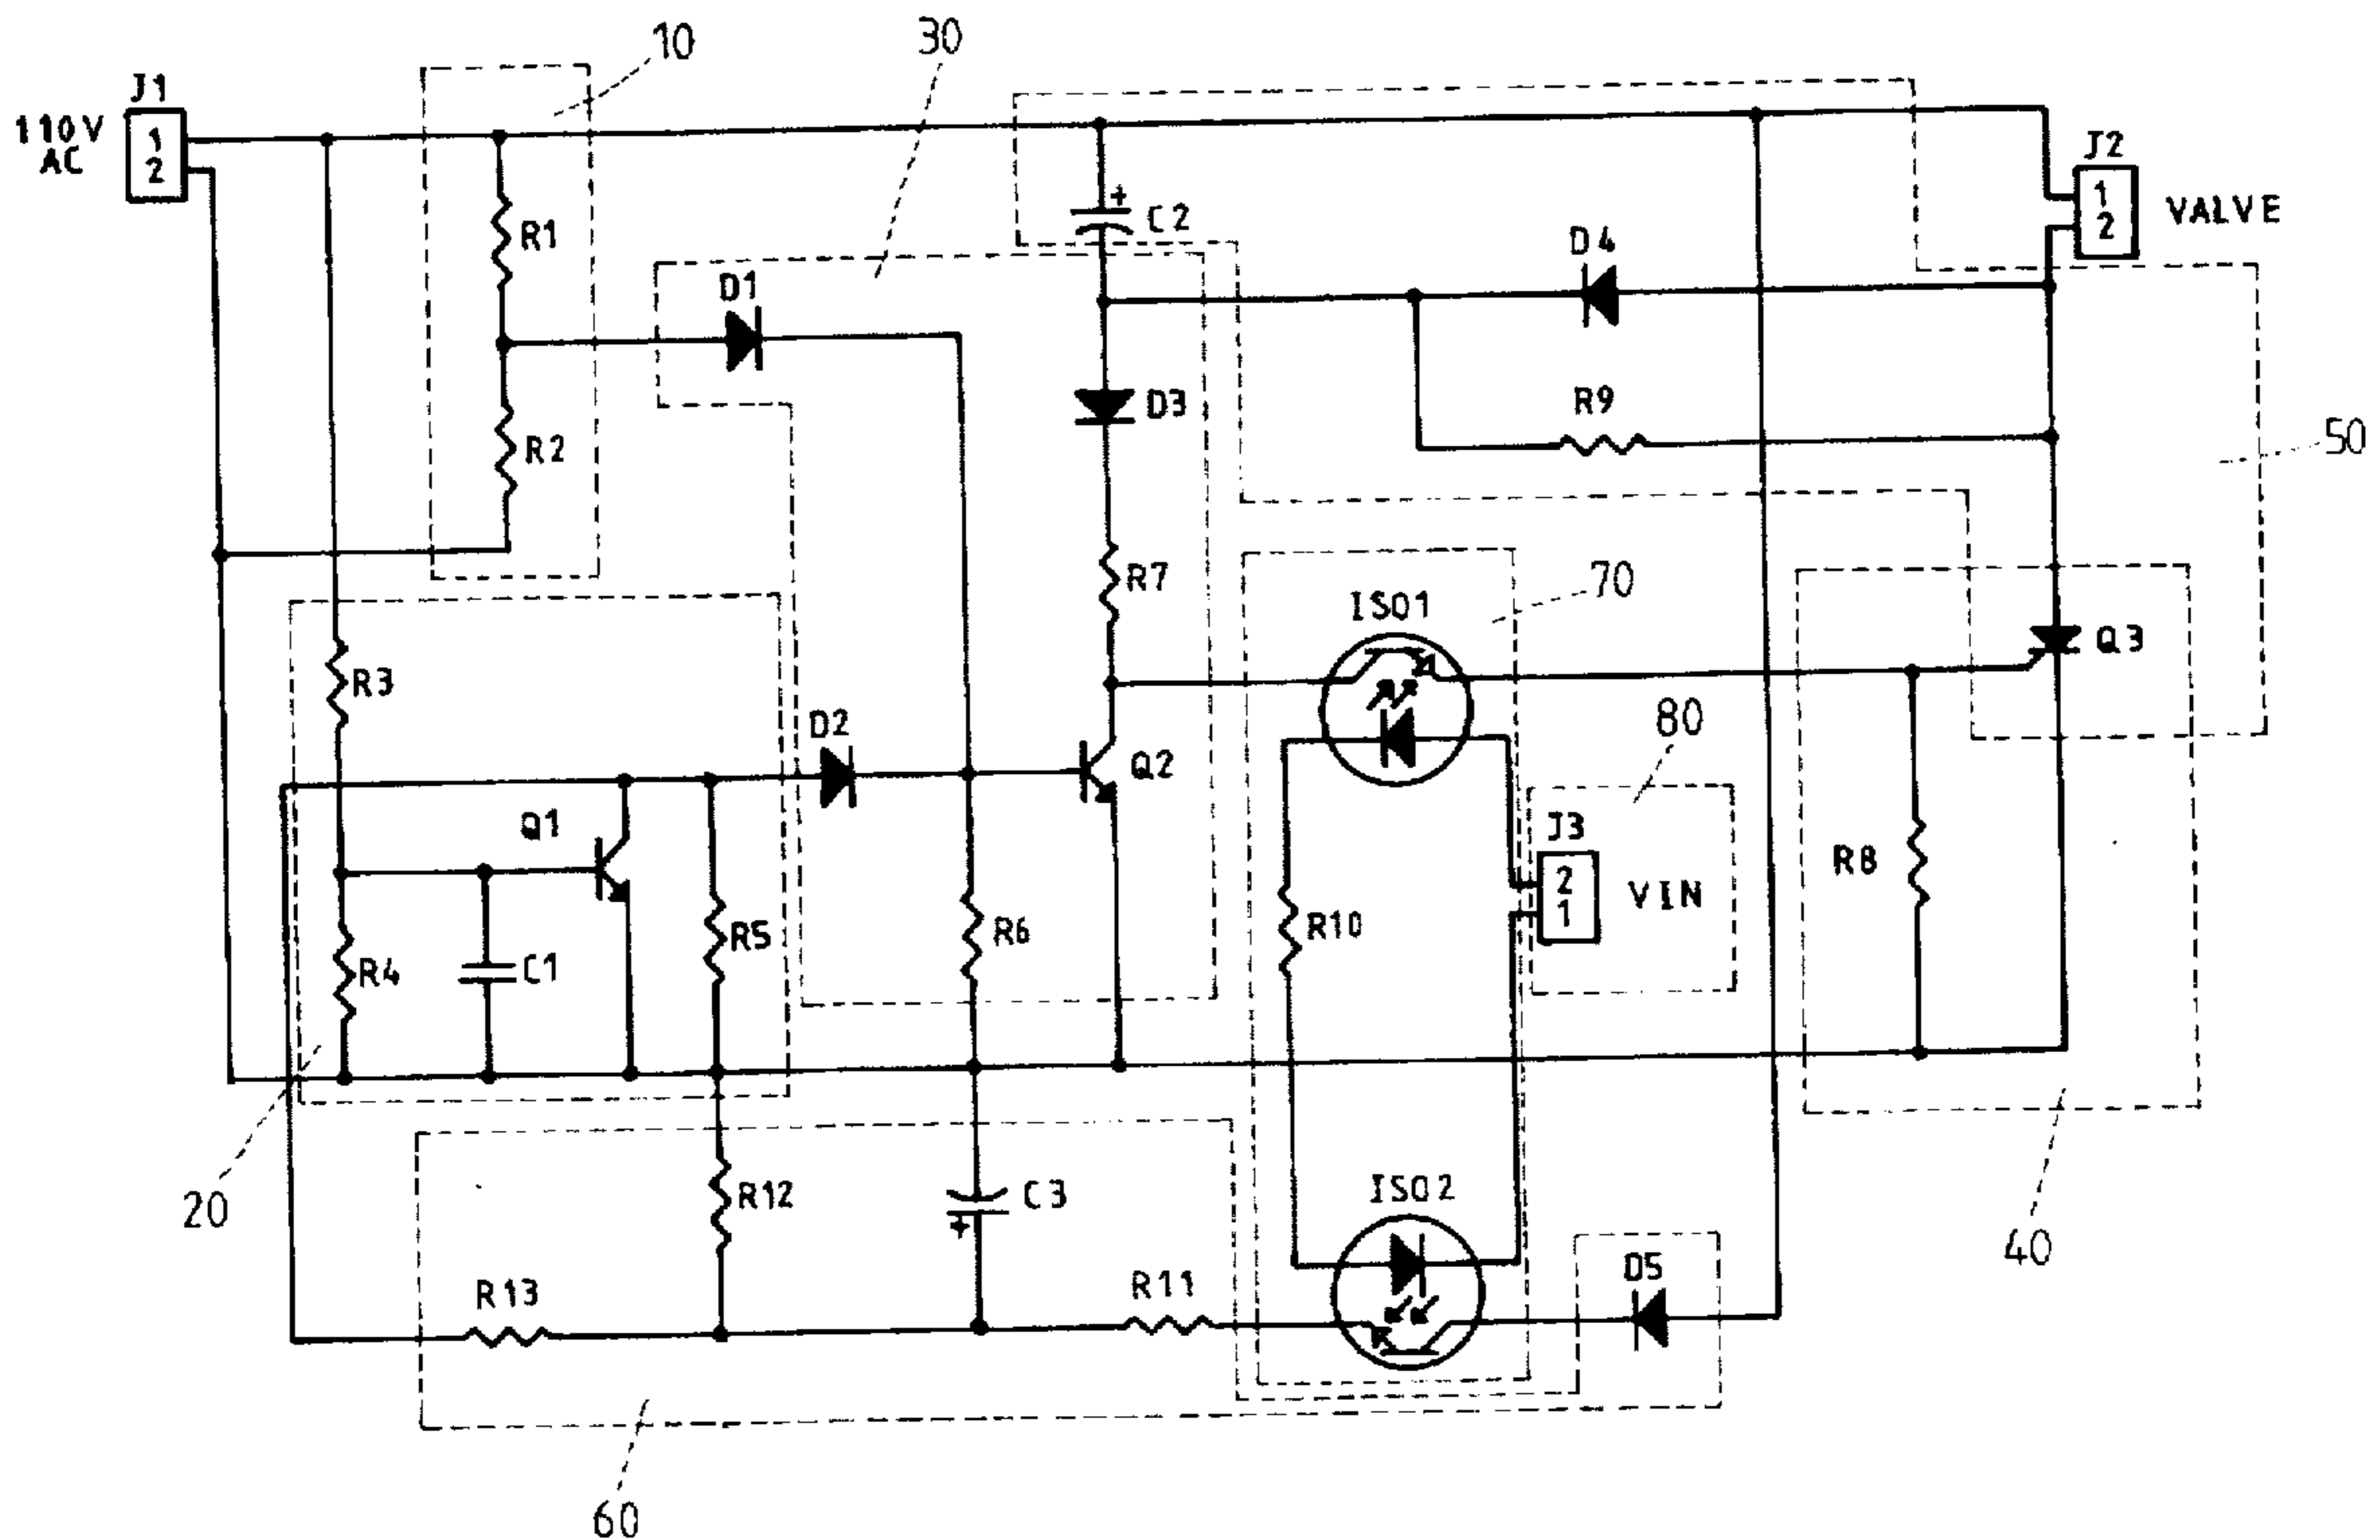 10
30
J1
110V
AC
1
2
J2
1
2
VALVE
+
C2
R1
D4
D1
R2
D3
R9
50
R7
70
ISO1
Q3
R3
80
D2
Q2
Q1
J3
2
1
VIN
R8
R5
R6
R10
R4
C1
20
R12
C3
+
ISO2
40
R13
R11
D5
60